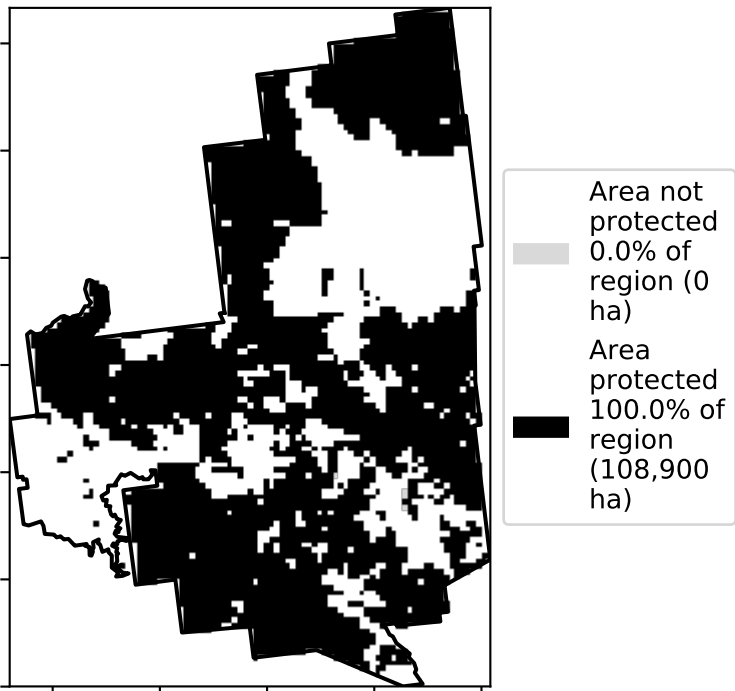 Area not
protected
0.0% of
region (0
ha)
Area
protected
100.0% of
region
(108,900
ha)